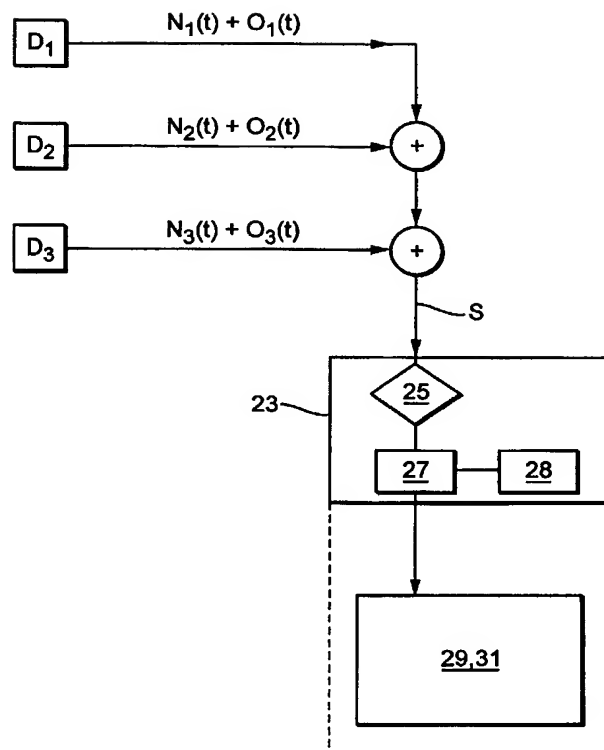 N₁(t) + O₁(t)
D₁
N₂(t) + O₂(t)
D₂
+
N₃(t) + O₃(t)
D₃
+
S
23
25
27
28
29,31